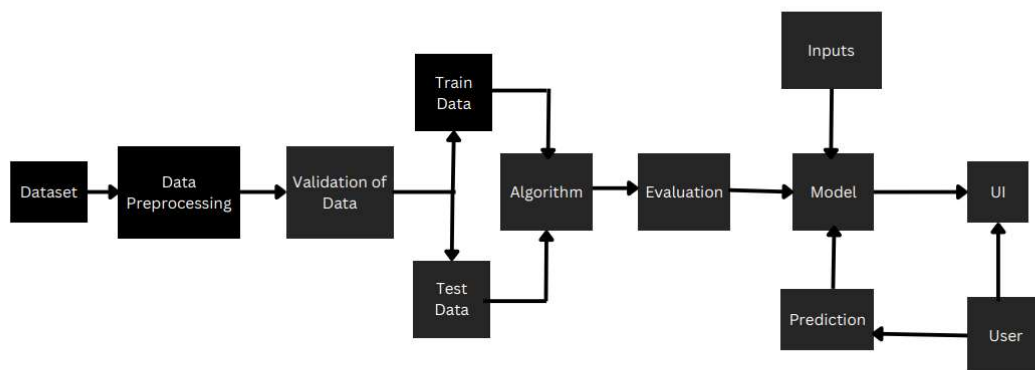 Dataset
Data
Preprocessing
Validation of
Data
Train
Data
Test
Data
Algorithm
Evaluation
Inputs
Model
Prediction
UI
User